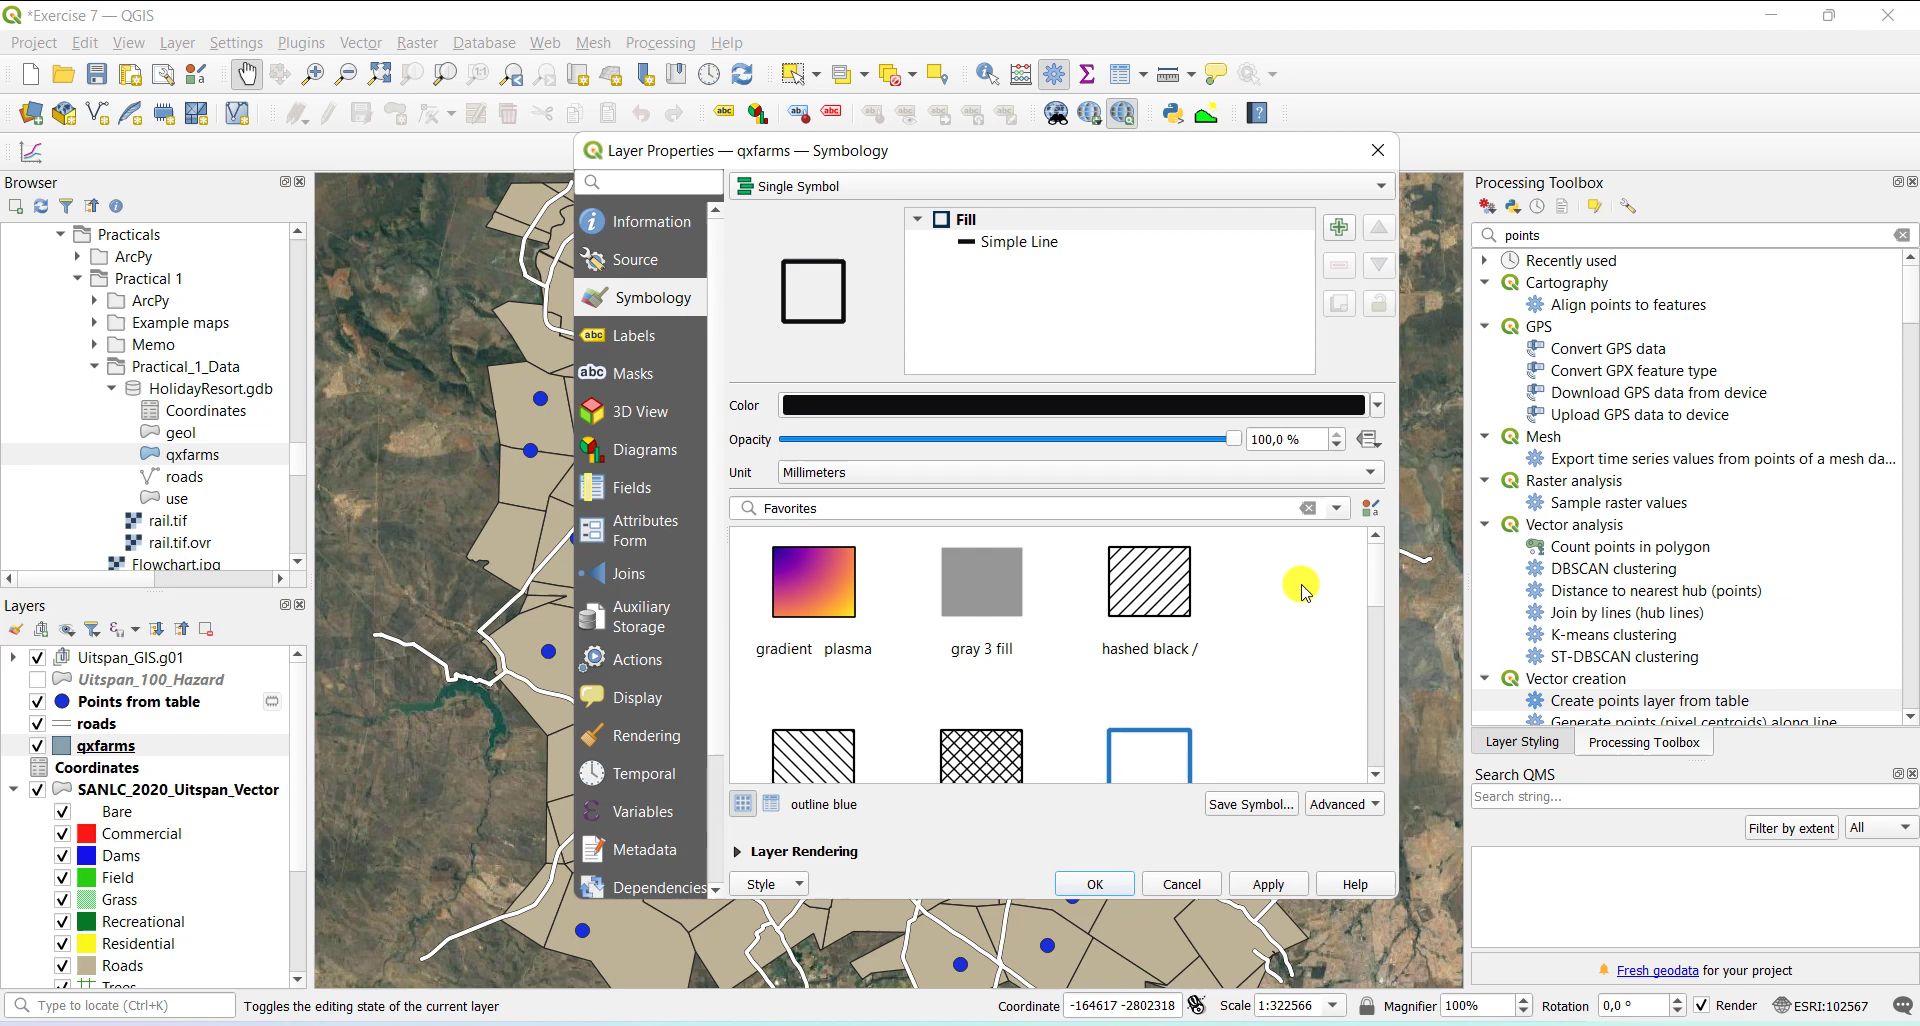 *Exercise 7 — QGIS
Project Edit View Layer Settings Plugins Vector Raster Database Web Mesh Processing Help
Browser
Practicals
ArcPy
Practical 1
ArcPy
Example maps
Memo
Practical_1_Data
HolidayResort.gdb
Coordinates
geol
qxfarms
roads
use
rail.tif
rail.tif.ovr
Flowchart.jpg
Layers
Uitspan_GIS.g01
Uitspan_100_Hazard
Points from table
roads
qxfarms
Coordinates
SANLC_2020_Uitspan_Vector
Bare
Commercial
Dams
Field
Grass
Recreational
Residential
Roads
Trees
Layer Properties — qxfarms — Symbology
Information
Source
Symbology
Labels
Masks
3D View
Diagrams
Fields
Attributes
Form
Joins
Auxiliary
Storage
Actions
Display
Rendering
Temporal
Variables
Metadata
Dependencies
Single Symbol
Fill
Simple Line
Color
Opacity 100,0 %
Unit Millimeters
Favorites
gradient plasma
gray 3 fill
hashed black /
outline blue
Save Symbol... Advanced
Layer Rendering
Style OK Cancel Apply Help
Processing Toolbox
points
Recently used
Cartography
Align points to features
GPS
Convert GPS data
Convert GPX feature type
Download GPS data from device
Upload GPS data to device
Mesh
Export time series values from points of a mesh da...
Raster analysis
Sample raster values
Vector analysis
Count points in polygon
DBSCAN clustering
Distance to nearest hub (points)
Join by lines (hub lines)
K-means clustering
ST-DBSCAN clustering
Vector creation
Create points layer from table
Generate points (pixel centroids) along line
Layer Styling Processing Toolbox
Search QMS
Search string...
Filter by extent All
Fresh geodata for your project
Type to locate (Ctrl+K) Toggles the editing state of the current layer Coordinate -164617 -2802318 Scale 1:322566 Magnifier 100% Rotation 0,0 ° Render ESRI:102567